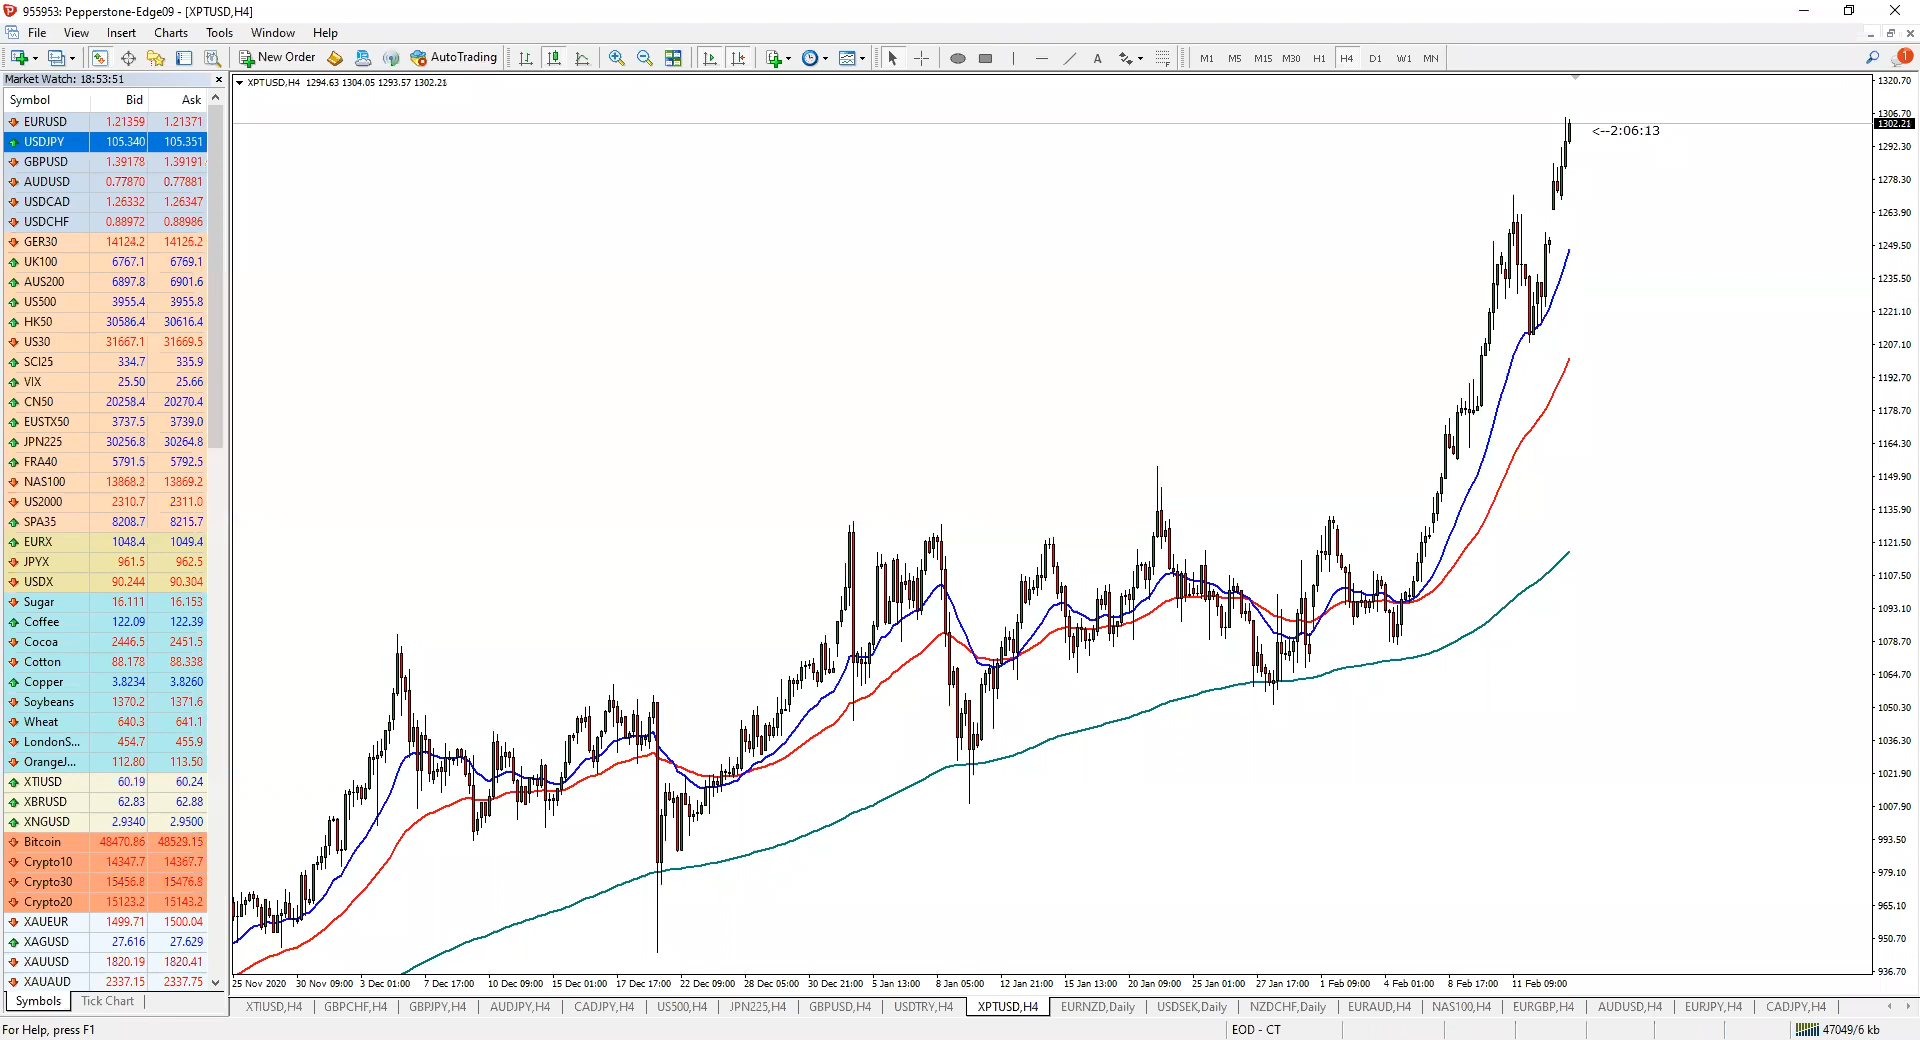 955953: Pepperstone-Edge09 - [XPTUSD,H4]
File View Insert Charts Tools Window Help
New Order AutoTrading A M1 M5 M15 M30 H1 H4 D1 W1 MN 1
Market Watch: 18:53:51
Symbol Bid Ask
EURUSD 1.21359 1.21371
USDJPY 105.340 105.351
GBPUSD 1.39178 1.39191
AUDUSD 0.77870 0.77881
USDCAD 1.26332 1.26347
USDCHF 0.88972 0.88986
GER30 14124.2 14126.2
UK100 6767.1 6769.1
AUS200 6897.8 6901.6
US500 3955.4 3955.8
HK50 30586.4 30616.4
US30 31667.1 31669.5
SCI25 334.7 335.9
VIX 25.50 25.66
CN50 20258.4 20270.4
EUSTX50 3737.5 3739.0
JPN225 30256.8 30264.8
FRA40 5791.5 5792.5
NAS100 13868.2 13869.2
US2000 2310.7 2311.0
SPA35 8208.7 8215.7
EURX 1048.4 1049.4
JPYX 961.5 962.5
USDX 90.244 90.304
Sugar 16.111 16.153
Coffee 122.09 122.39
Cocoa 2446.5 2451.5
Cotton 88.178 88.338
Copper 3.8234 3.8260
Soybeans 1370.2 1371.6
Wheat 640.3 641.1
LondonS... 454.7 455.9
OrangeJ... 112.80 113.50
XTIUSD 60.19 60.24
XBRUSD 62.83 62.88
XNGUSD 2.9340 2.9500
Bitcoin 48470.86 48529.15
Crypto10 14347.7 14367.7
Crypto30 15456.8 15476.8
Crypto20 15123.2 15143.2
XAUEUR 1499.71 1500.04
XAGUSD 27.616 27.629
XAUUSD 1820.19 1820.41
XAUAUD 2337.15 2337.75
Symbols Tick Chart
XPTUSD,H4 1294.63 1304.05 1293.57 1302.21
<--2:06:13
1320.70
1306.70
1302.21
1292.30
1278.30
1263.90
1249.50
1235.50
1221.10
1207.10
1192.70
1178.70
1164.30
1149.90
1135.90
1121.50
1107.50
1093.10
1078.70
1064.70
1050.30
1036.30
1021.90
1007.90
993.50
979.10
965.10
950.70
936.70
25 Nov 2020 30 Nov 09:00 3 Dec 01:00 7 Dec 17:00 10 Dec 09:00 15 Dec 01:00 17 Dec 17:00 22 Dec 09:00 28 Dec 05:00 30 Dec 21:00 5 Jan 13:00 8 Jan 05:00 12 Jan 21:00 15 Jan 13:00 20 Jan 09:00 25 Jan 01:00 27 Jan 17:00 1 Feb 09:00 4 Feb 01:00 8 Feb 17:00 11 Feb 09:00
XTIUSD,H4 GBPCHF,H4 GBPJPY,H4 AUDJPY,H4 CADJPY,H4 US500,H4 JPN225,H4 GBPUSD,H4 USDTRY,H4 XPTUSD,H4 EURNZD,Daily USDSEK,Daily NZDCHF,Daily EURAUD,H4 NAS100,H4 EURGBP,H4 AUDUSD,H4 EURJPY,H4 CADJPY,H4
For Help, press F1 EOD - CT 47049/6 kb